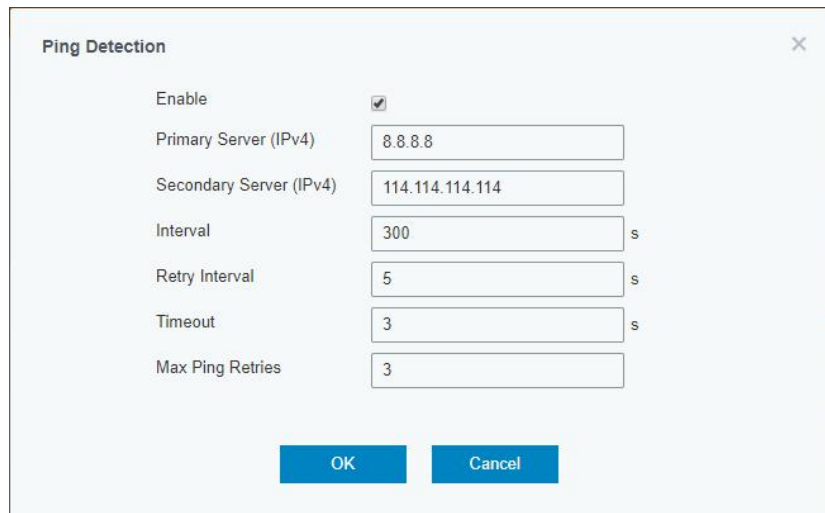 Ping Detection
Enable
Primary Server (IPv4) 8.8.8.8
Secondary Server (IPv4) 114.114.114.114
Interval 300 s
Retry Interval 5 s
Timeout 3 s
Max Ping Retries 3
OK Cancel